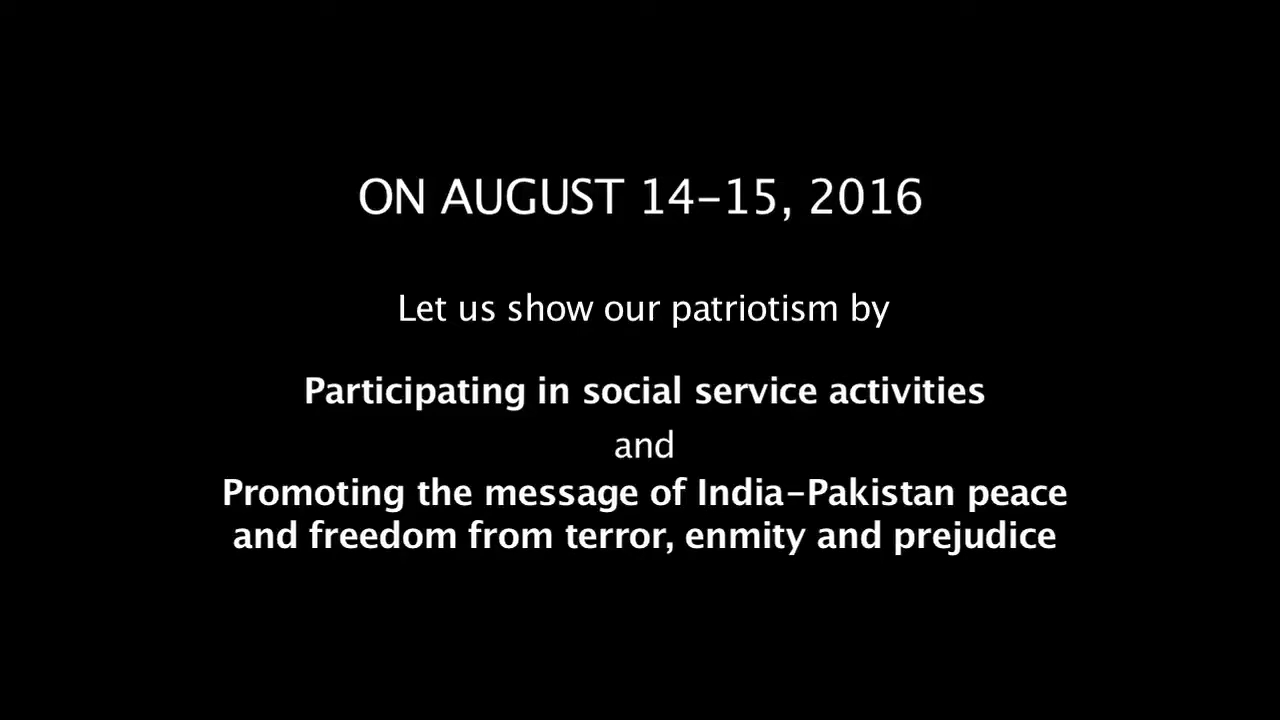 ON AUGUST 14–15, 2016
Let us show our patriotism by
Participating in social service activities
and
Promoting the message of India–Pakistan peace
and freedom from terror, enmity and prejudice